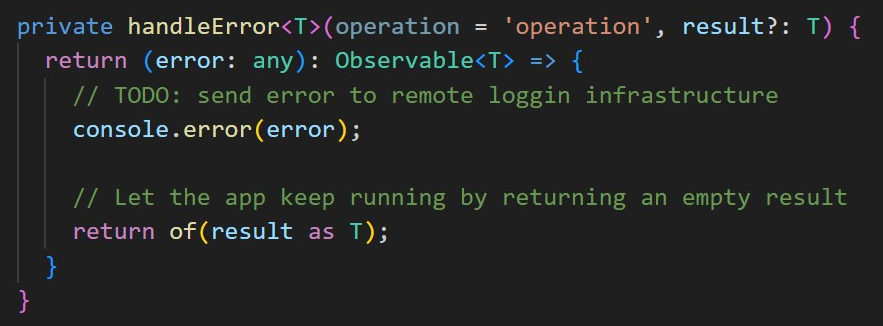 private handleError<T>(operation = 'operation', result?: T) {
return (error: any): Observable<T> => {
// TODO: send error to remote loggin infrastructure
console.error(error);
// Let the app keep running by returning an empty result
return of(result as T);
}
}